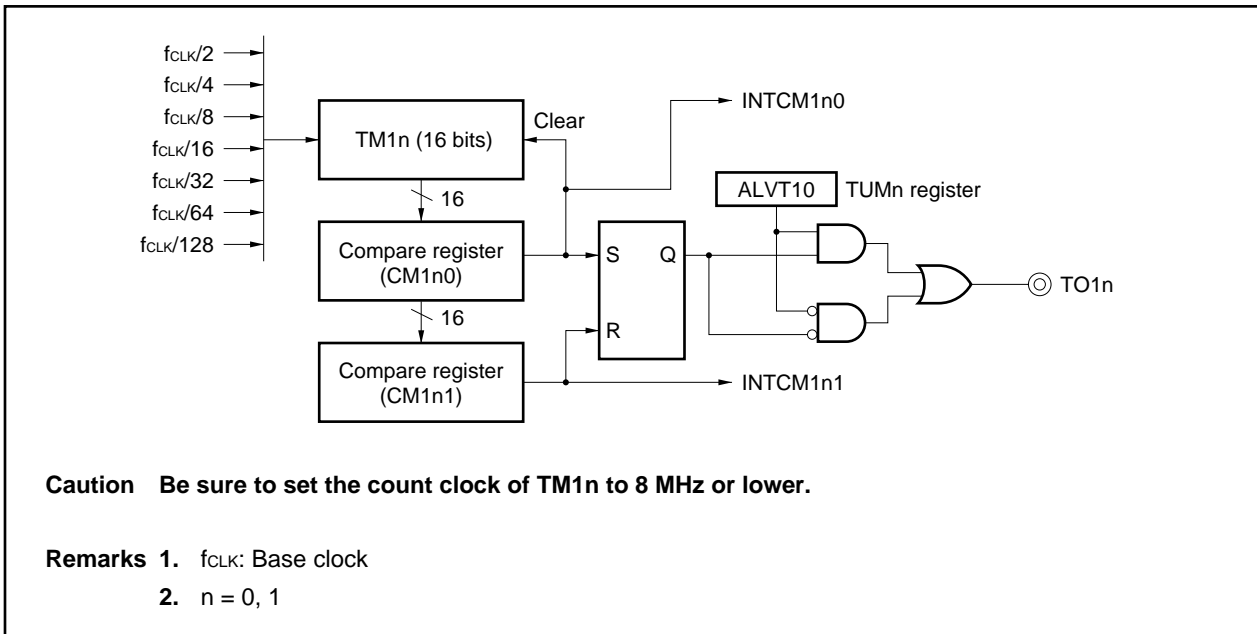 fCLK/2
fCLK/4
fCLK/8
fCLK/16
fCLK/32
fCLK/64
fCLK/128
TM1n (16 bits)
Clear
INTCM1n0
16
ALVT10 TUMn register
Compare register
(CM1n0)
S Q
TO1n
16
R
Compare register
(CM1n1)
INTCM1n1
Caution Be sure to set the count clock of TM1n to 8 MHz or lower.
Remarks 1. fCLK: Base clock
2. n = 0, 1